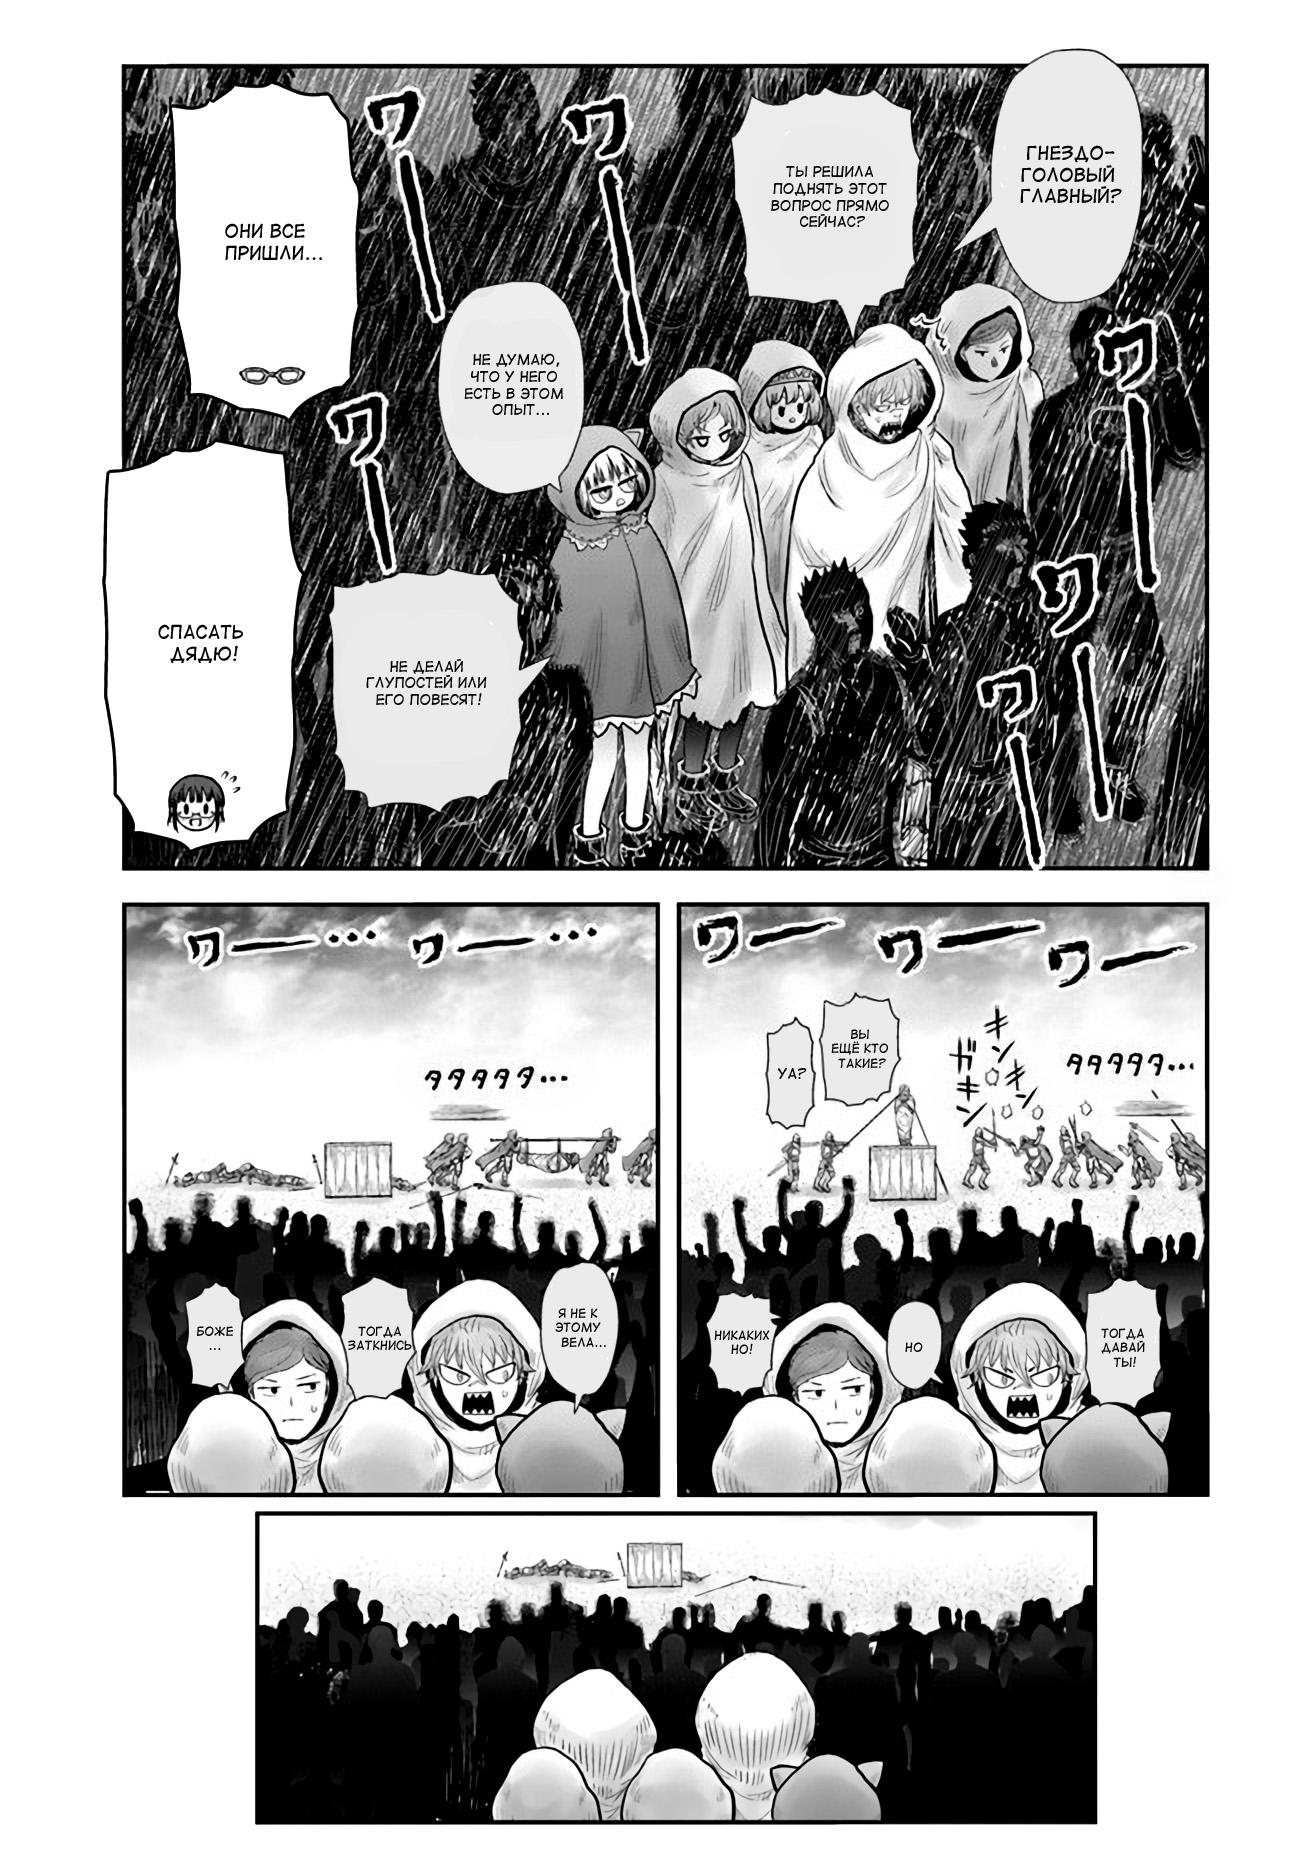 ГНЕЗДО-
ГОЛОВЫЙ
ГЛАВНЫЙ?
ТЫ РЕШИЛА
ПОДНЯТЬ ЭТОТ
ВОПРОС ПРЯМО
СЕЙЧАС?
НЕ ДУМАЮ,
ЧТО У НЕГО
ЕСТЬ В ЭТОМ
ОПЫТ...
НЕ ДЕЛАЙ
ГЛУПОСТЕЙ ИЛИ
ЕГО ПОВЕСЯТ!
ОНИ ВСЕ
ПРИШЛИ...
СПАСАТЬ
ДЯДЮ!
ワー
ワー
ワー
ワー
ワー
ワー
ワー
ワー
ワー
タタタタタ...
キン
キン
ガキン
ВЫ
ЕЩЁ КТО
ТАКИЕ?
УА?
ТОГДА
ДАВАЙ
ТЫ!
НО
НИКАКИХ
НО!
ワー...
ワー...
タタタタタ...
Я НЕ К
ЭТОМУ
ВЕЛА...
ТОГДА
ЗАТКНИСЬ
БОЖЕ
...